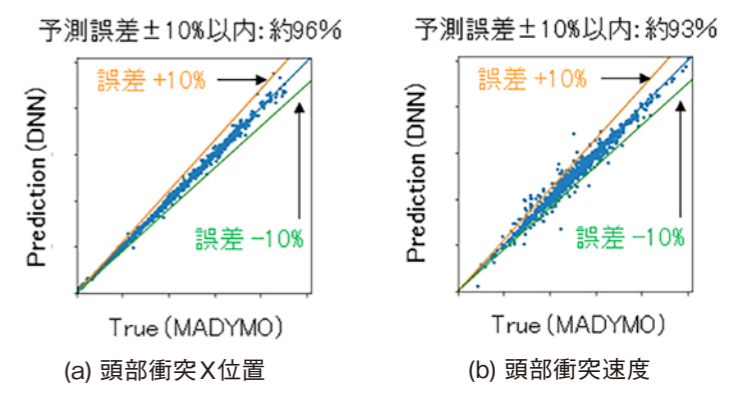 予測誤差±10%以内:約96%
誤差+10%
Prediction(DNN)
誤差-10%
True(MADYMO)
(a) 頭部衝突X位置
予測誤差±10%以内:約93%
誤差+10%
Prediction(DNN)
誤差-10%
True(MADYMO)
(b) 頭部衝突速度